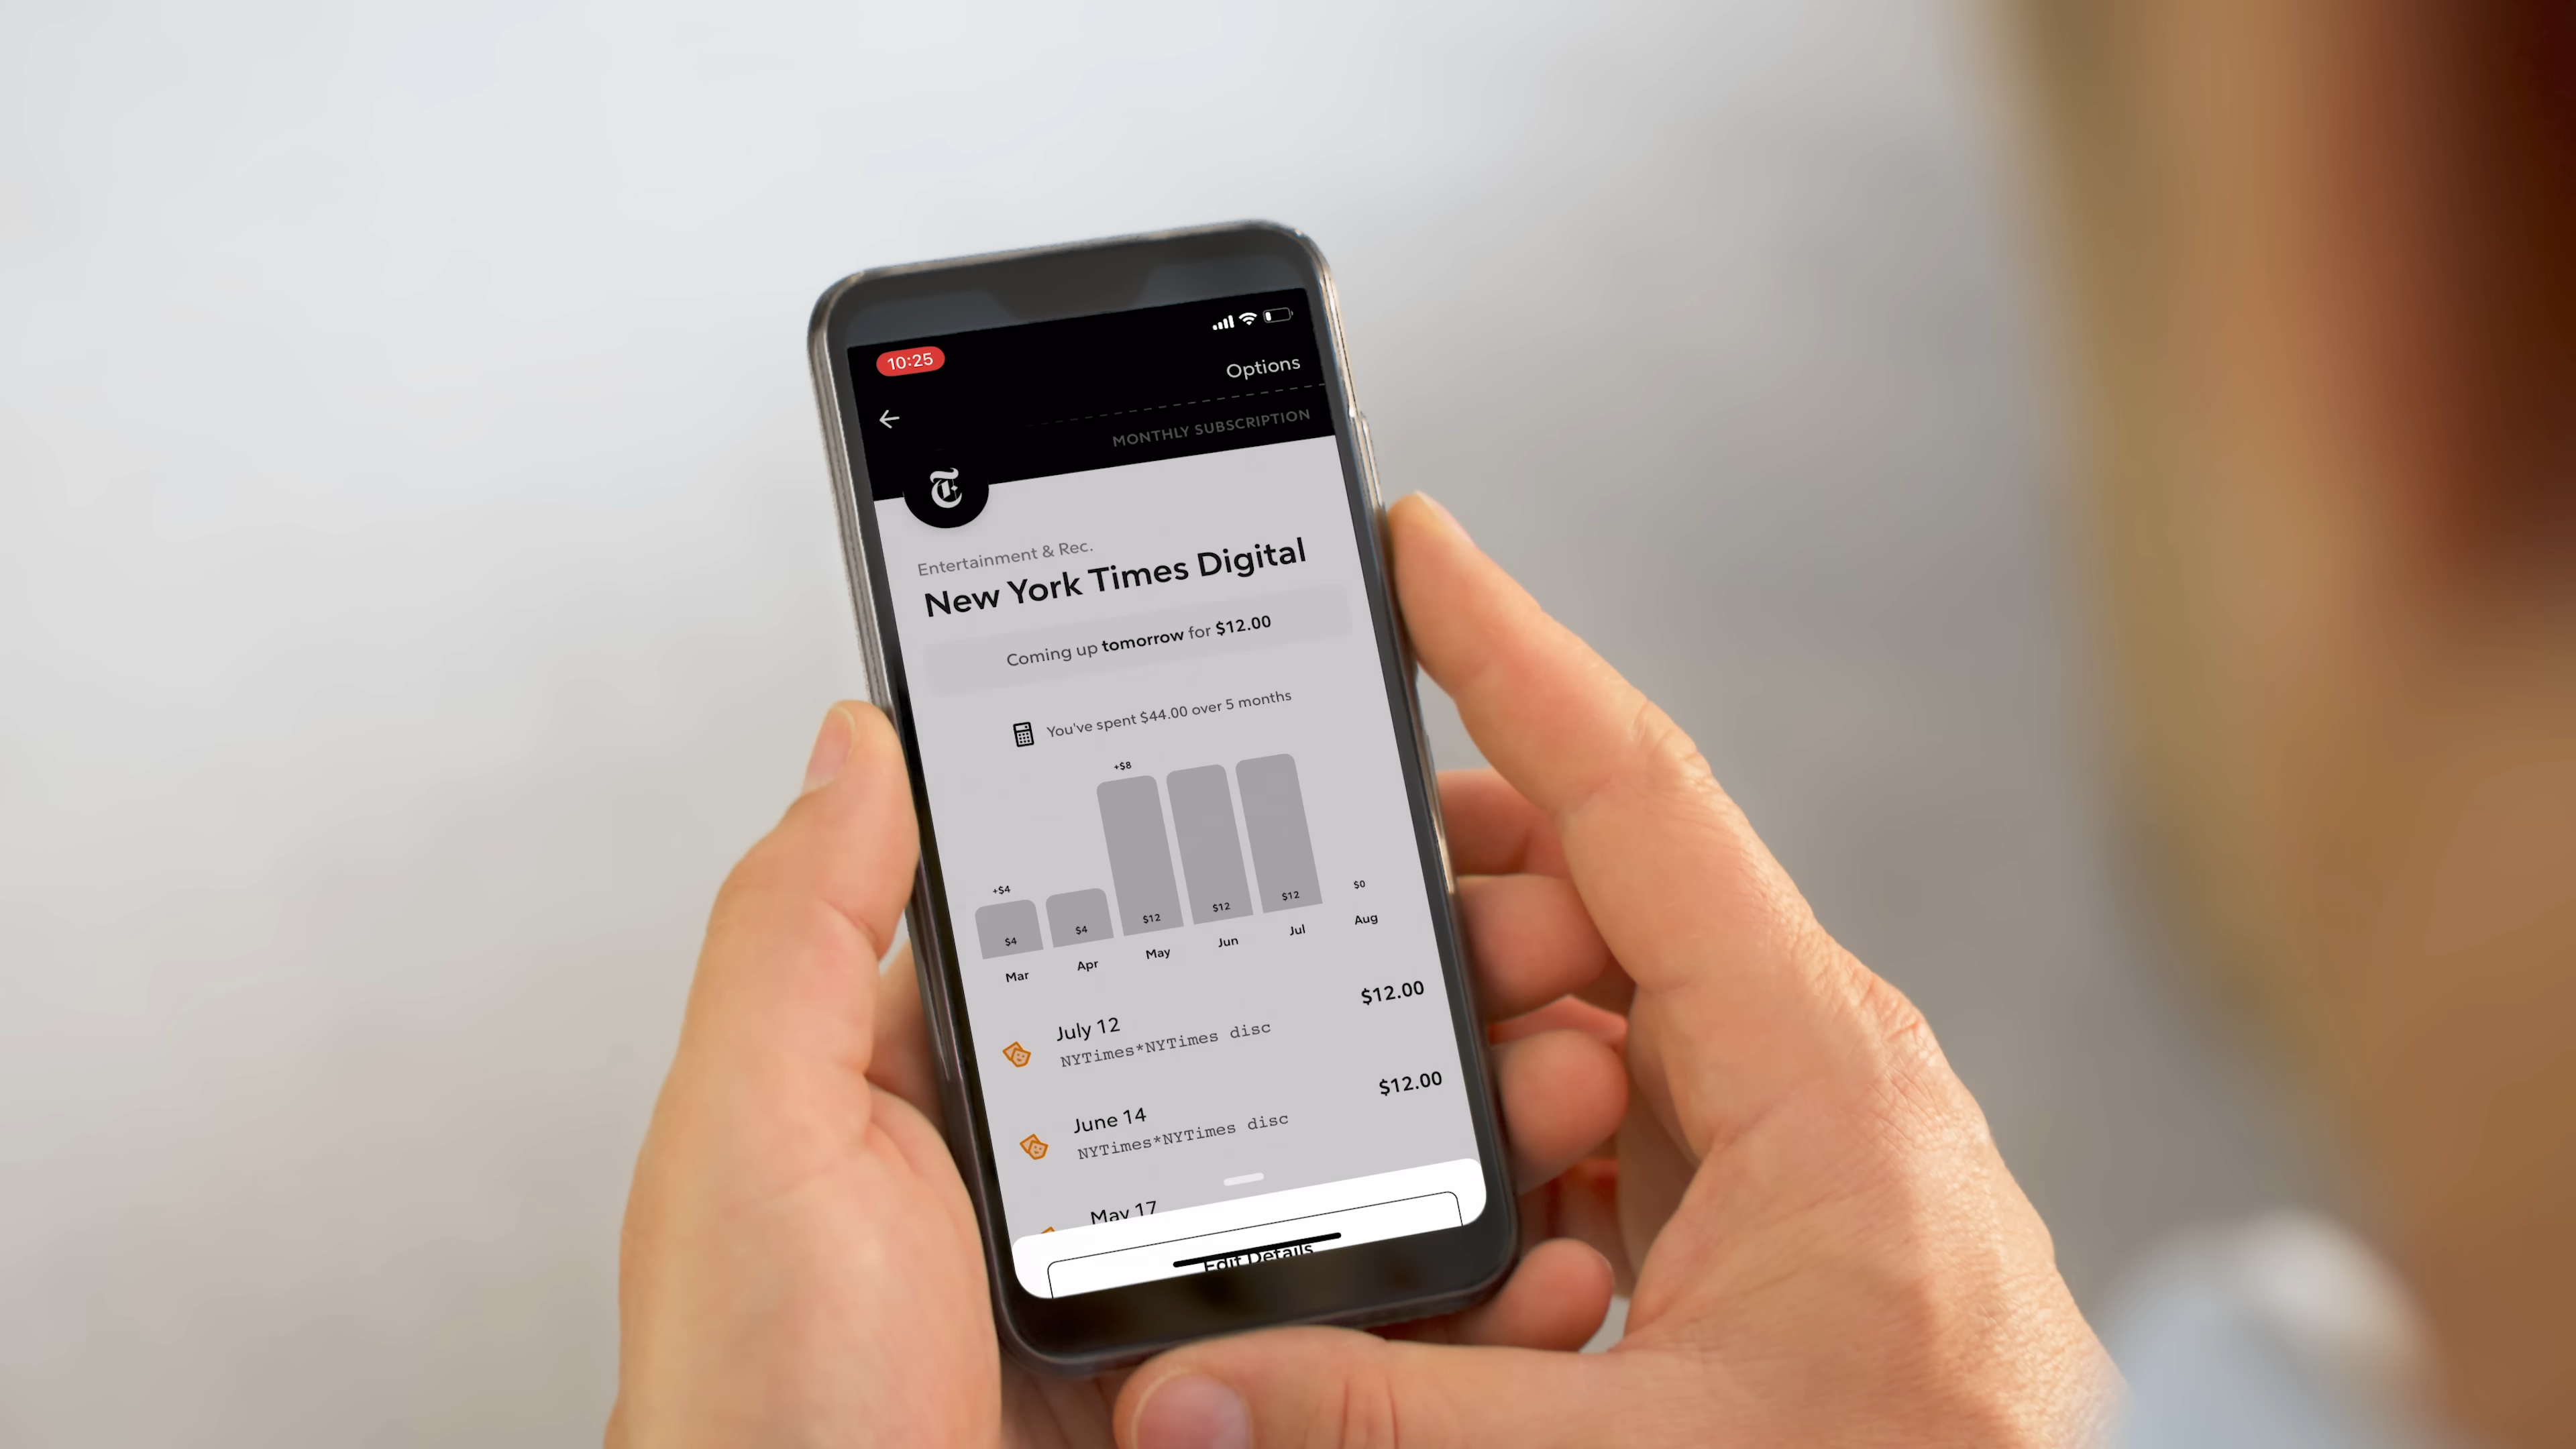 10:25
Options
MONTHLY SUBSCRIPTION
T
Entertainment & Rec.
New York Times Digital
Coming up tomorrow for $12.00
You've spent $44.00 over 5 months
+$4
+$8
$4
$4
$12
$12
$12
$0
Mar
Apr
May
Jun
Jul
Aug
July 12
$12.00
NYTimes*NYTimes disc
June 14
$12.00
NYTimes*NYTimes disc
May 17
Edit Details